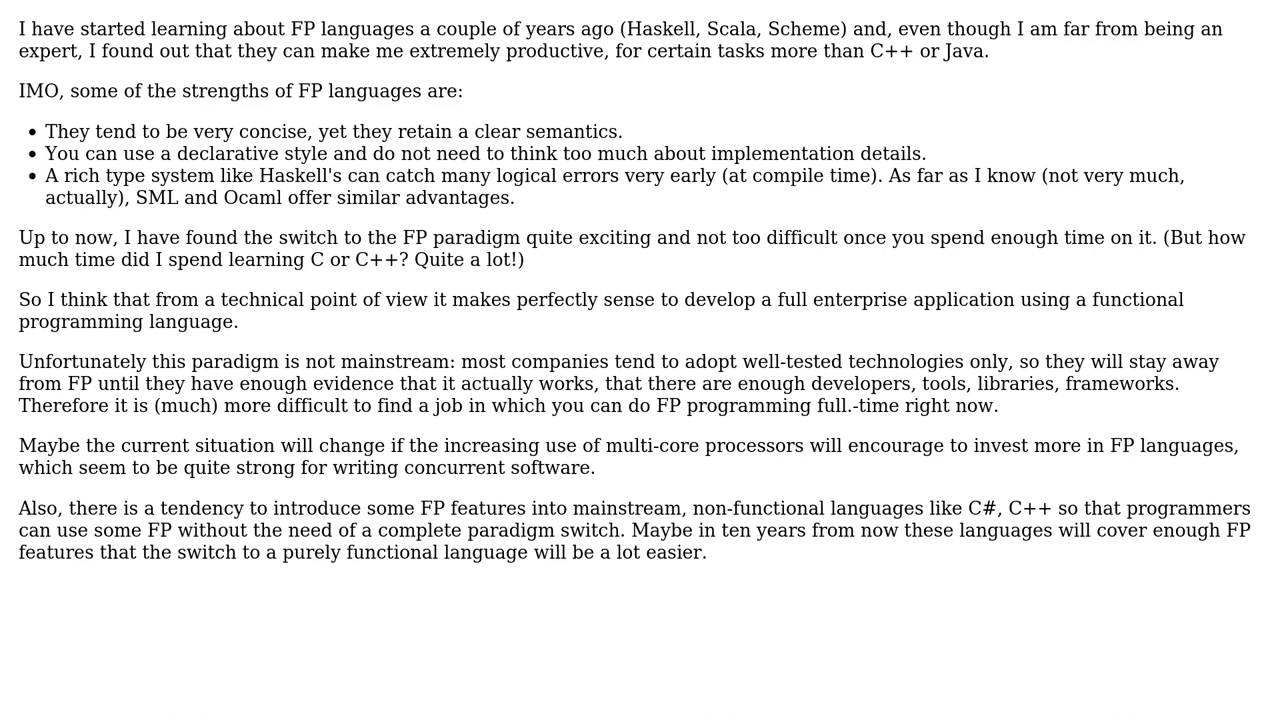 I have started learning about FP languages a couple of years ago (Haskell, Scala, Scheme) and, even though I am far from being an
expert, I found out that they can make me extremely productive, for certain tasks more than C++ or Java.
IMO, some of the strengths of FP languages are:
• They tend to be very concise, yet they retain a clear semantics.
• You can use a declarative style and do not need to think too much about implementation details.
• A rich type system like Haskell's can catch many logical errors very early (at compile time). As far as I know (not very much,
actually), SML and Ocaml offer similar advantages.
Up to now, I have found the switch to the FP paradigm quite exciting and not too difficult once you spend enough time on it. (But how
much time did I spend learning C or C++? Quite a lot!)
So I think that from a technical point of view it makes perfectly sense to develop a full enterprise application using a functional
programming language.
Unfortunately this paradigm is not mainstream: most companies tend to adopt well-tested technologies only, so they will stay away
from FP until they have enough evidence that it actually works, that there are enough developers, tools, libraries, frameworks.
Therefore it is (much) more difficult to find a job in which you can do FP programming full.-time right now.
Maybe the current situation will change if the increasing use of multi-core processors will encourage to invest more in FP languages,
which seem to be quite strong for writing concurrent software.
Also, there is a tendency to introduce some FP features into mainstream, non-functional languages like C#, C++ so that programmers
can use some FP without the need of a complete paradigm switch. Maybe in ten years from now these languages will cover enough FP
features that the switch to a purely functional language will be a lot easier.